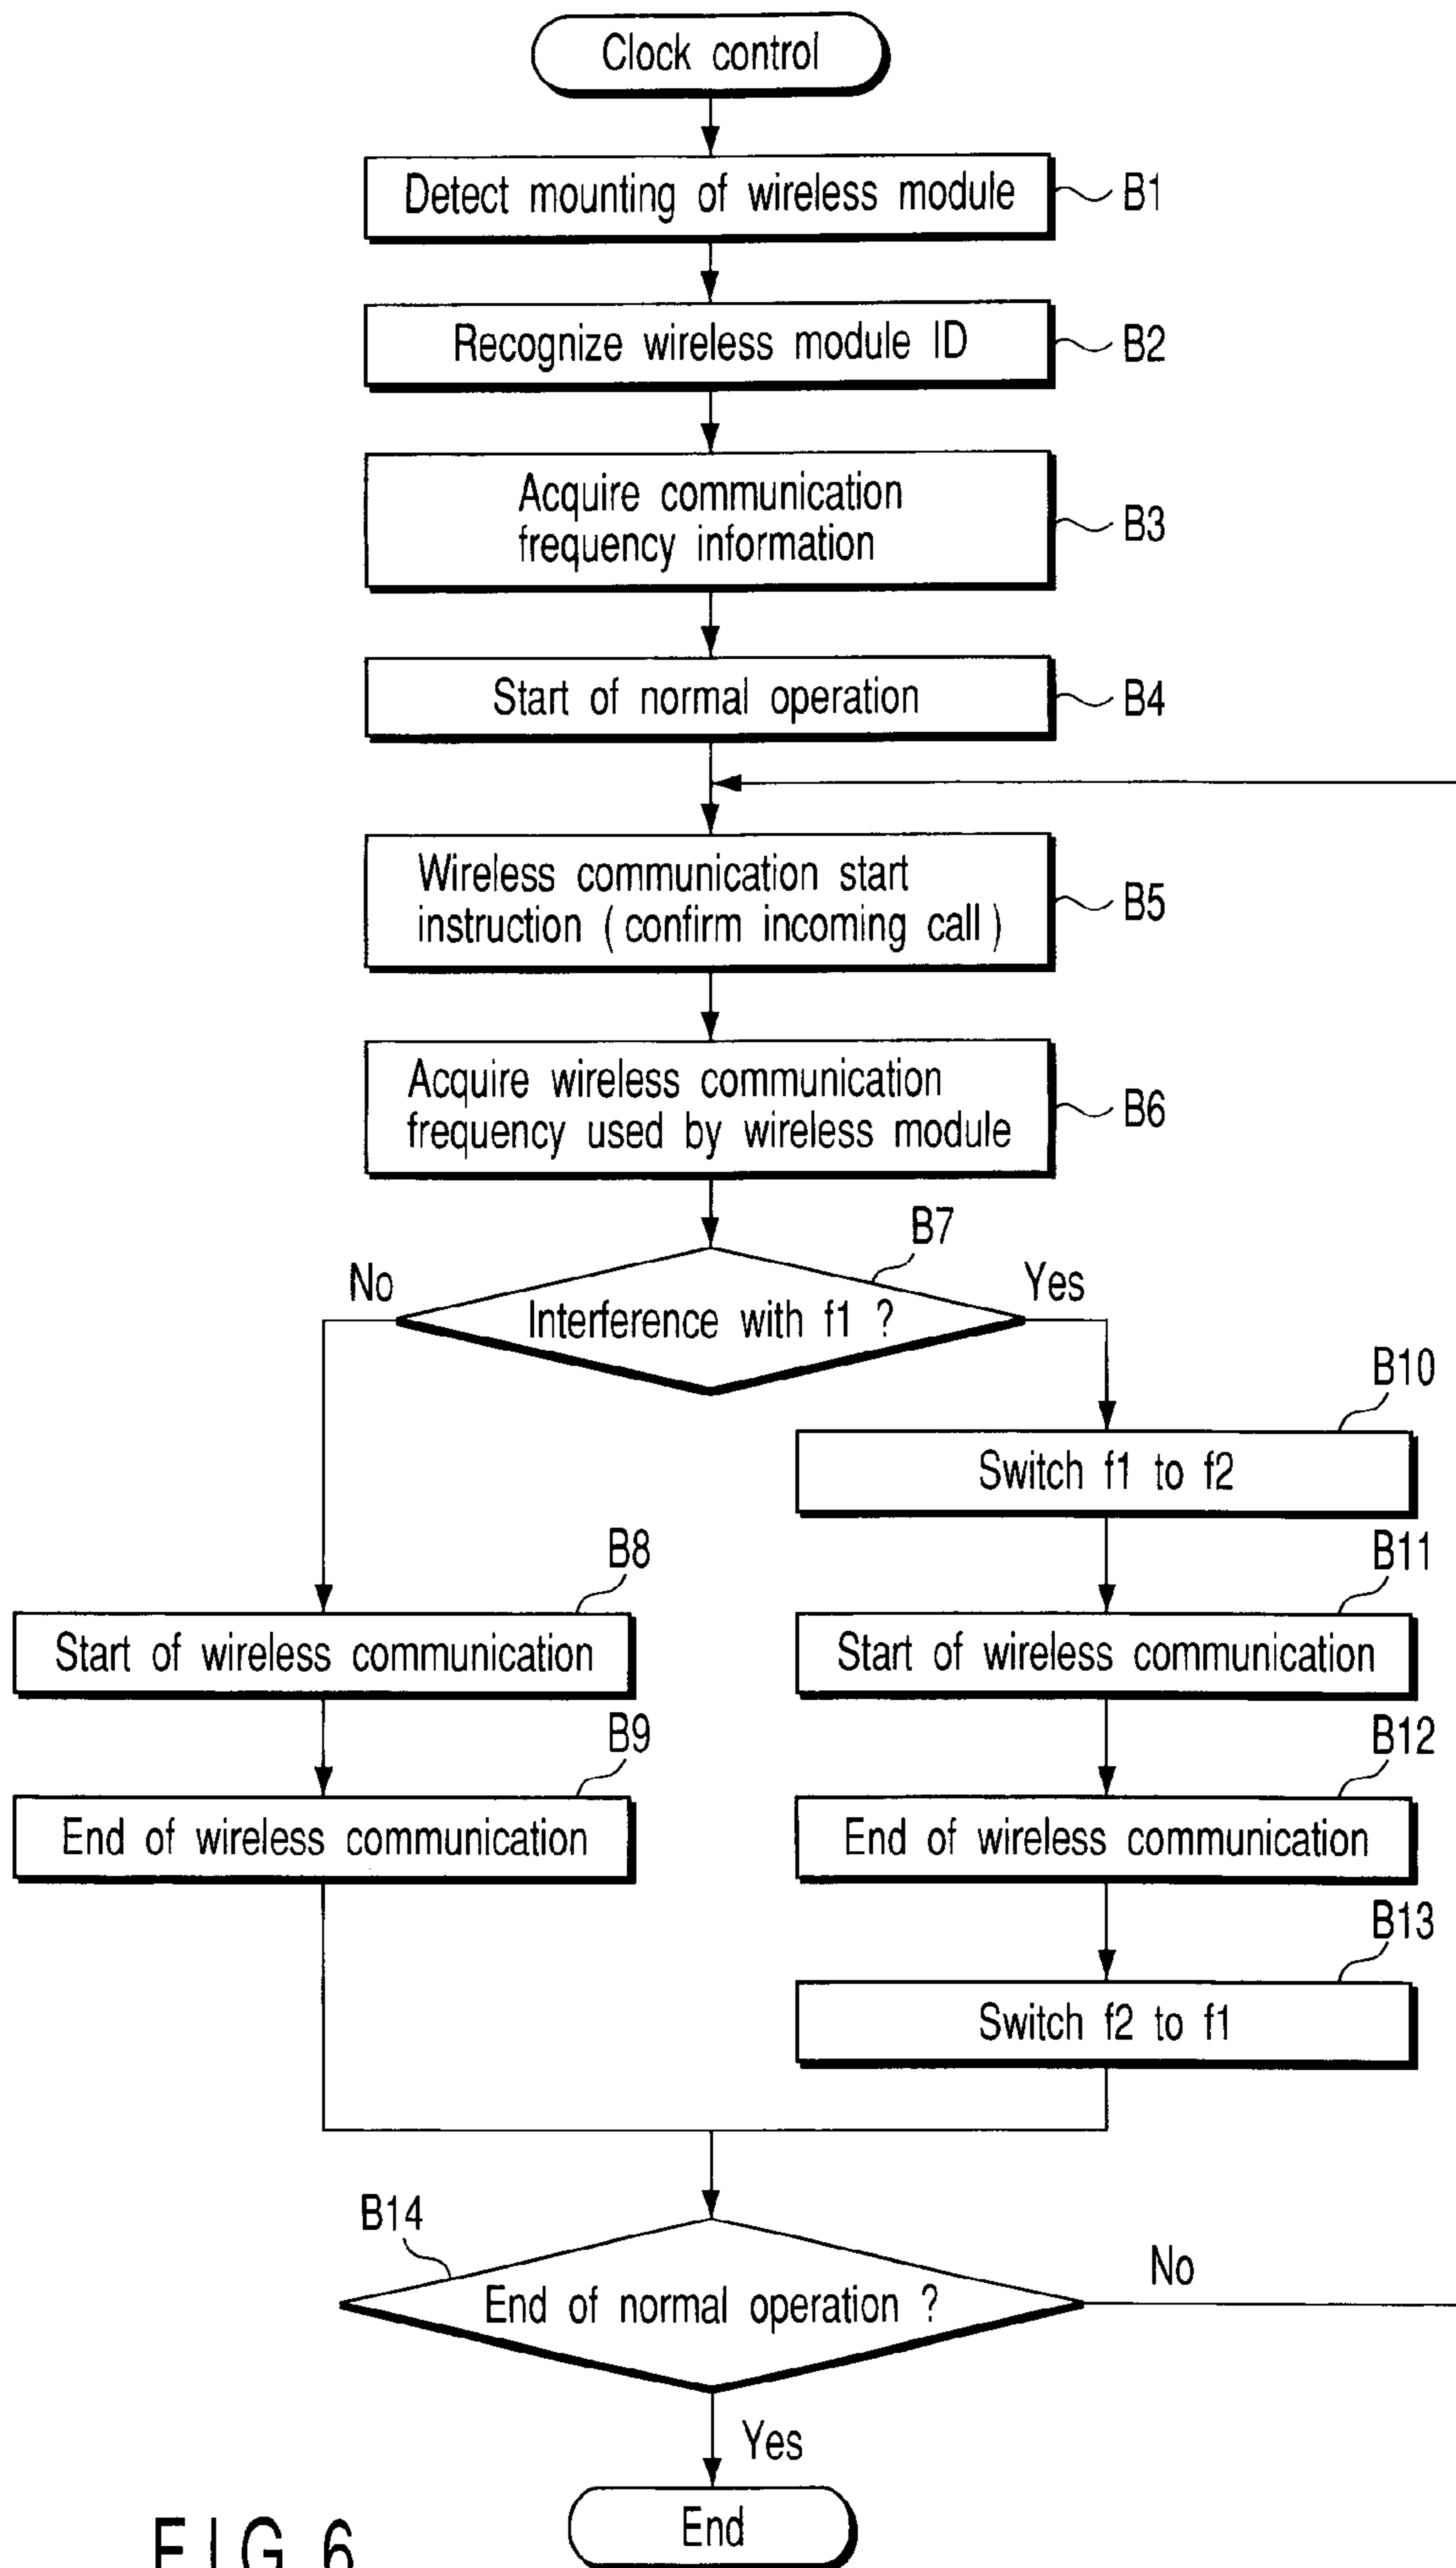 Clock control
Detect mounting of wireless module
B1
Recognize wireless module ID
B2
Acquire communication
frequency information
B3
Start of normal operation
B4
Wireless communication start
instruction (confirm incoming call)
B5
Acquire wireless communication
frequency used by wireless module
B6
B7
No
Yes
Interference with f1 ?
B10
Switch f1 to f2
B8
B11
Start of wireless communication
Start of wireless communication
B9
B12
End of wireless communication
End of wireless communication
B13
Switch f2 to f1
B14
No
End of normal operation ?
Yes
End
FIG. 6